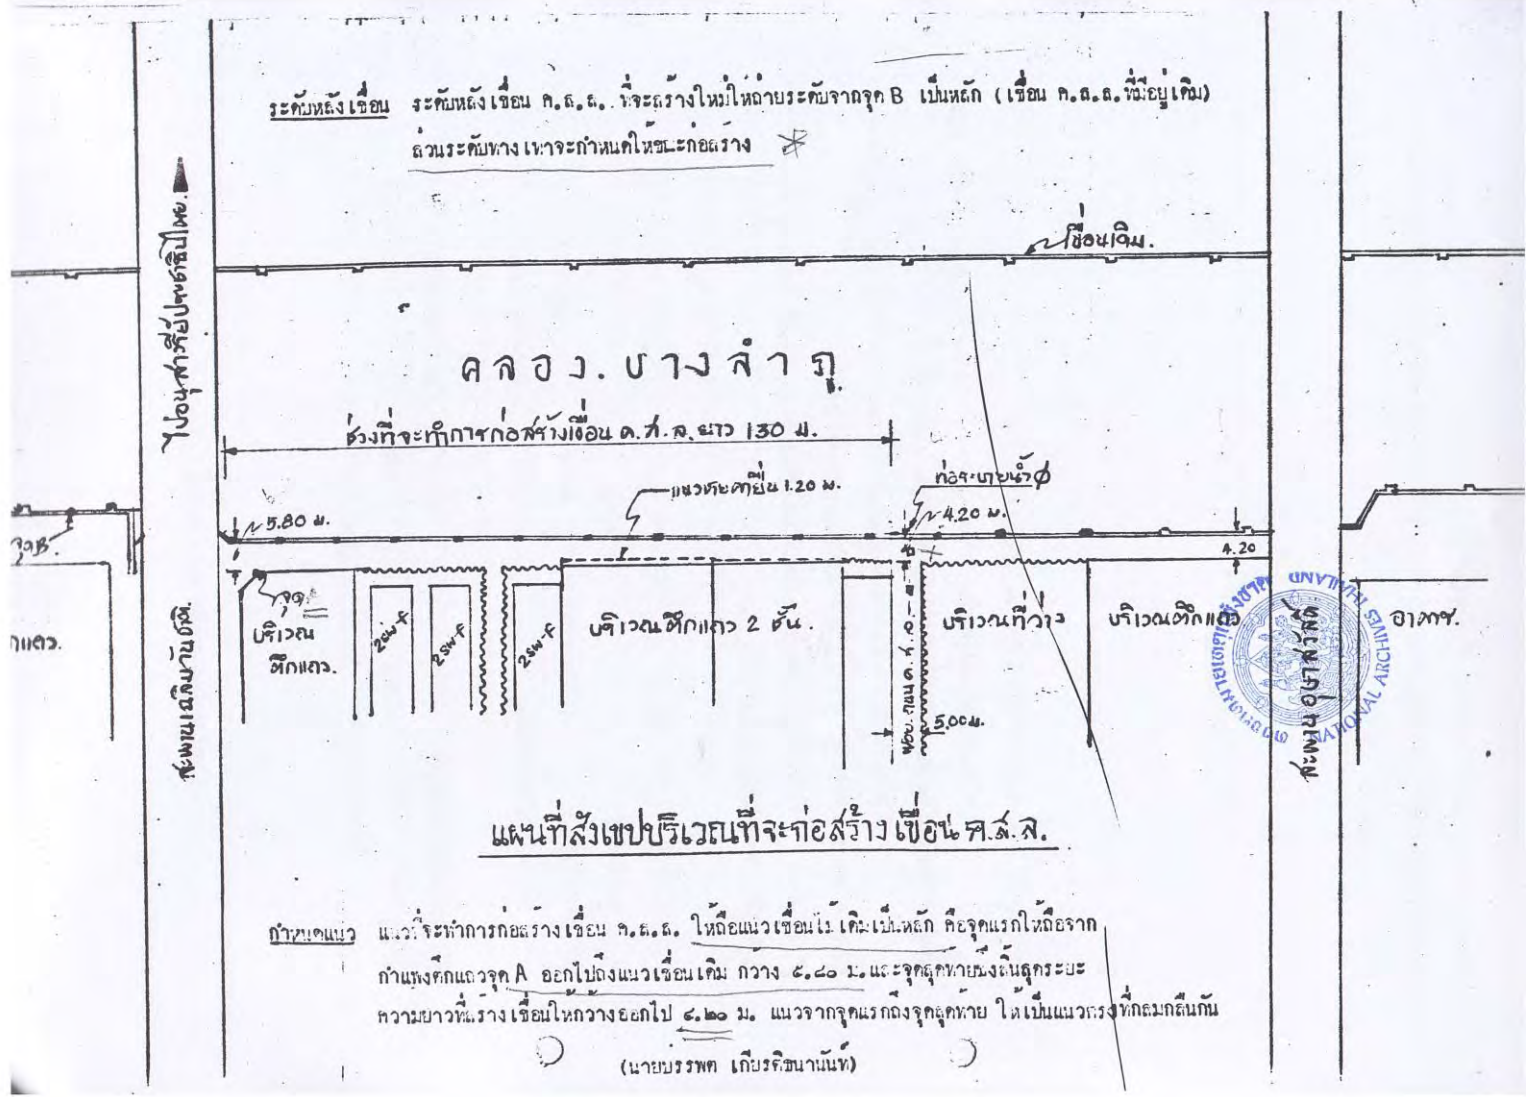 ระดับหลังเขื่อน ระดับหลังเขื่อน ค.ส.ล. ที่จะสร้างใหม่ให้ถ่ายระดับจากจุด B เป็นหลัก (เขื่อน ค.ส.ล. ที่มีอยู่เดิม)
ส่วนระดับทางเท้าจะกำหนดให้ขณะก่อสร้าง
ไปอนุสาวรีย์ประชาธิปไตย.
เขื่อนเดิม.
คลอง.บางลำภู
ช่วงที่จะทำการก่อสร้างเขื่อน ค.ส.ล. ยาว 130 ม.
1.20 ม.
ท่อระบายน้ำ ϕ
5.80 ม.
4.20 ม.
4.20
จุดB.
จุด
บริเวณ
ตึกแถว.
บริเวณตึกแถว 2 ชั้น.
บริเวณที่ว่าง
บริเวณตึกแถว
อาคาร.
5.00 ม.
สะพานเฉลิมวันชาติ.
สะพานอุษาสวัสดิ์
NATIONAL ARCHIVES THAILAND
แผนที่สังเขปบริเวณที่จะก่อสร้างเขื่อน ค.ส.ล.
กำหนดแนว แนวที่จะทำการก่อสร้างเขื่อน ค.ส.ล. ให้ถือแนวเขื่อนไม้เดิมเป็นหลัก คือจุดแรกให้ถือจาก
กำแพงตึกแถวจุด A ออกไปถึงแนวเขื่อนเดิม กว้าง ๕.๘๐ ม. และจุดสุดท้ายซึ่งสิ้นสุดระยะ
ความยาวที่สร้างเขื่อนให้กว้างออกไป ๔.๒๐ ม. แนวจากจุดแรกถึงจุดสุดท้าย ให้เป็นแนวตรงที่กลมกลืนกัน
(นายบรรพต เกียรติธนานันท์)